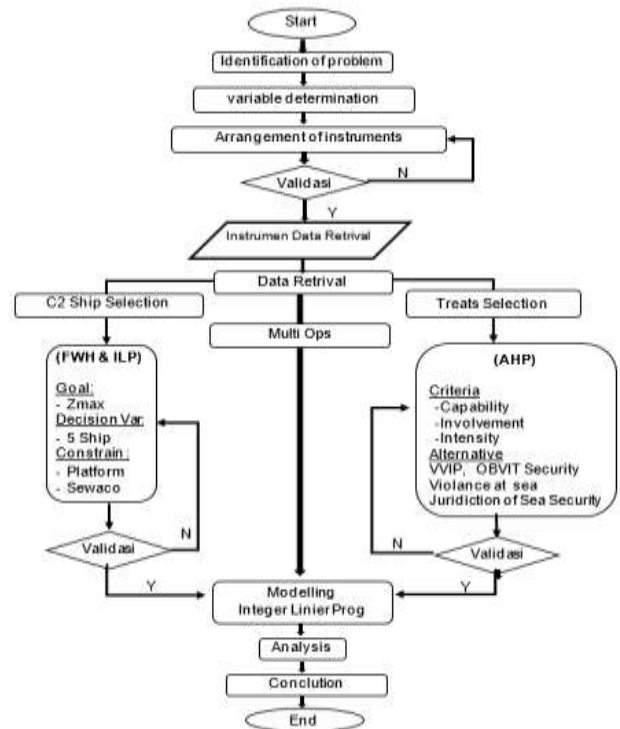 Start
Identification of problem
variable determination
Arrangement of instruments
Validasi
N
Y
Instrumen Data Retrival
Data Retrival
C2 Ship Selection
Treats Selection
Multi Ops
(FWH & ILP)
Goal:
- Zmax
Decision Var:
- 5 Ship
Constrain:
- Platform
- Sewaco
(AHP)
Criteria
-Capability
-Involvement
-Intensity
Alternative
VVIP, OBVIT Security
Violance at sea
Juridiction of Sea Security
N
Validasi
Y
N
Validasi
Y
Modelling
Integer Linier Prog
Analysis
Conclution
End